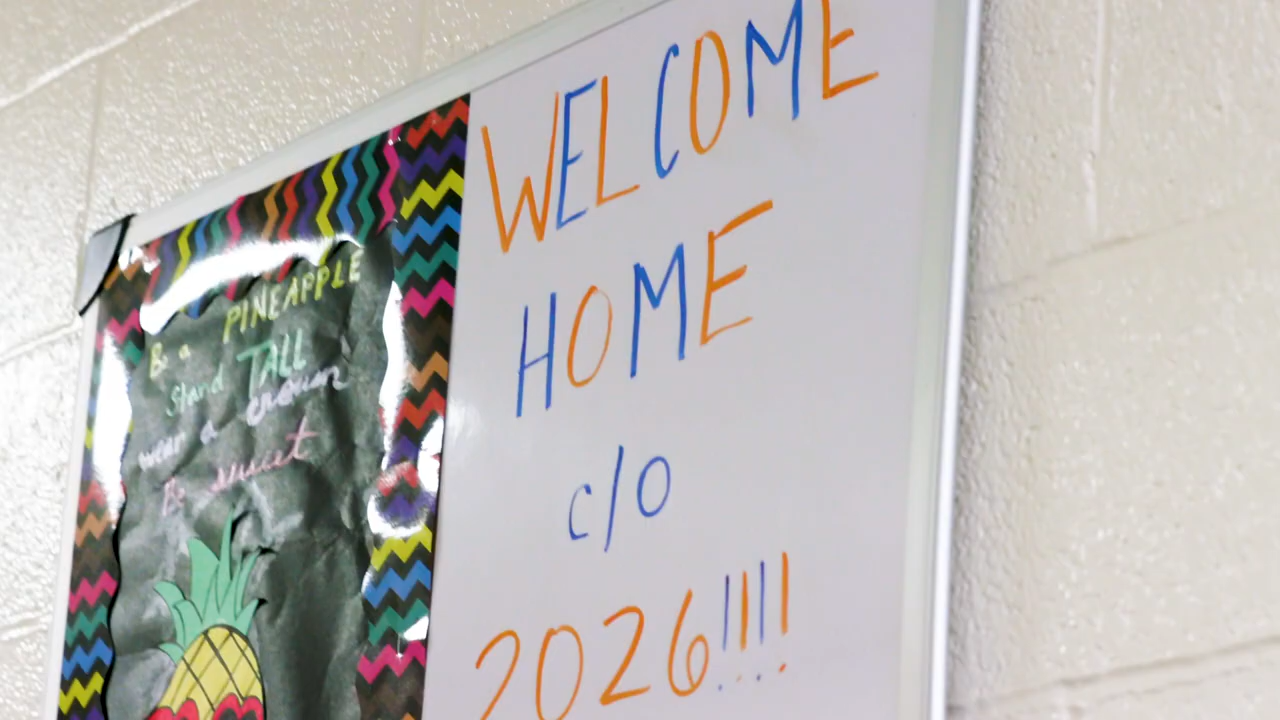 Be a PINEAPPLE
Stand TALL
wear a crown
Be sweet
WELCOME
HOME
c/o
2026!!!!